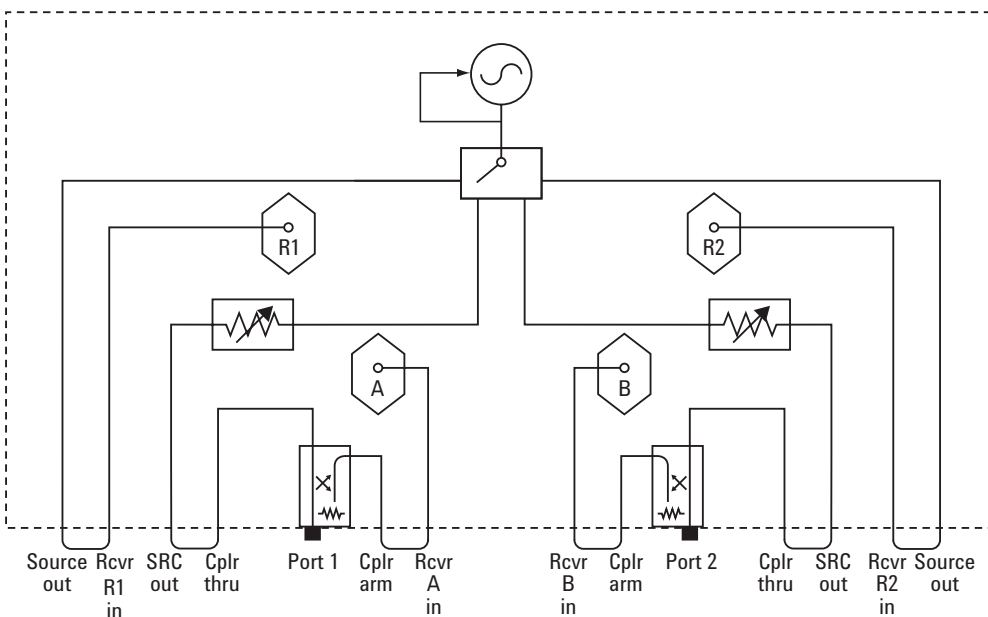 R1
R2
A
B
Source
out
Rcvr
R1
in
SRC
out
Cplr
thru
Port 1
Cplr
arm
Rcvr
A
in
Rcvr
B
in
Cplr
arm
Port 2
Cplr
thru
SRC
out
Rcvr
R2
in
Source
out